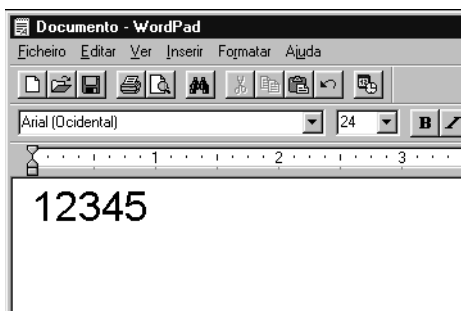 Documento - WordPad
Ficheiro Editar Ver Inserir Formatar Ajuda
Arial (Ocidental) 24 B I
1 2 3
12345